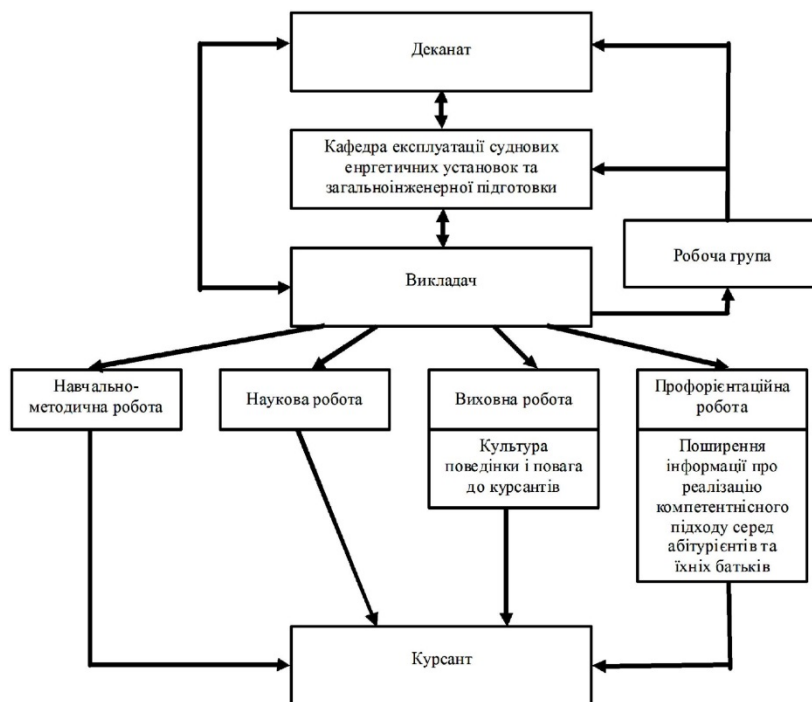 Деканат
Кафедра експлуатації суднових
енргетичних установок та
загальноінженерної підготовки
Робоча група
Викладач
Навчально-
методична робота
Наукова робота
Виховна робота
Культура
поведінки і повага
до курсантів
Профорієнтаційна
робота
Поширення
інформації про
реалізацію
компетентнісного
підходу серед
абітурієнтів та
їхніх батьків
Курсант